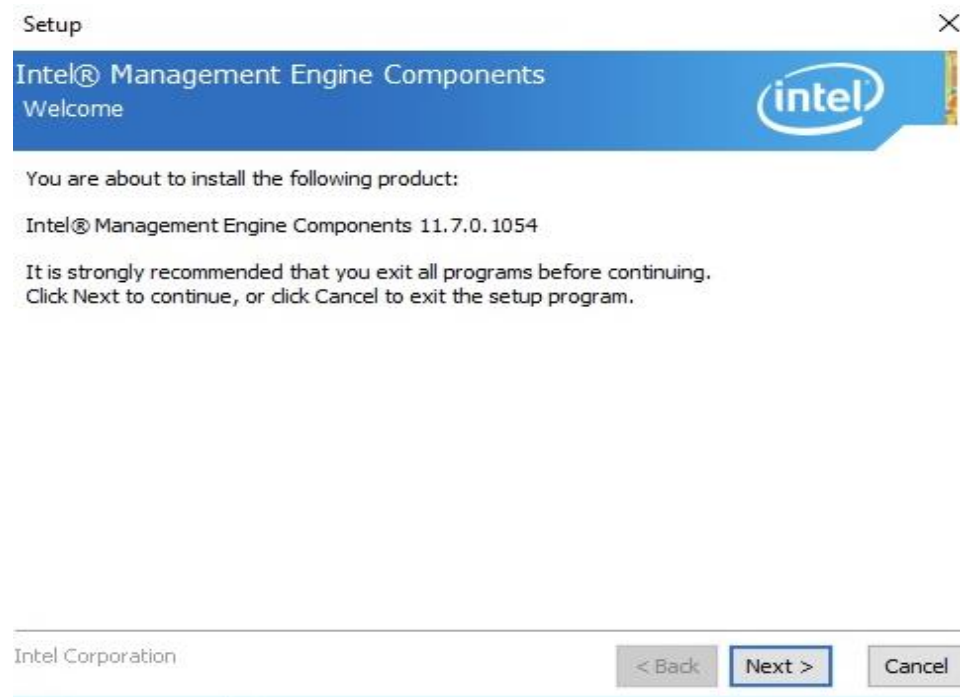 Setup
Intel® Management Engine Components
Welcome
intel
You are about to install the following product:
Intel® Management Engine Components 11.7.0.1054
It is strongly recommended that you exit all programs before continuing.
Click Next to continue, or click Cancel to exit the setup program.
Intel Corporation
< Back Next > Cancel